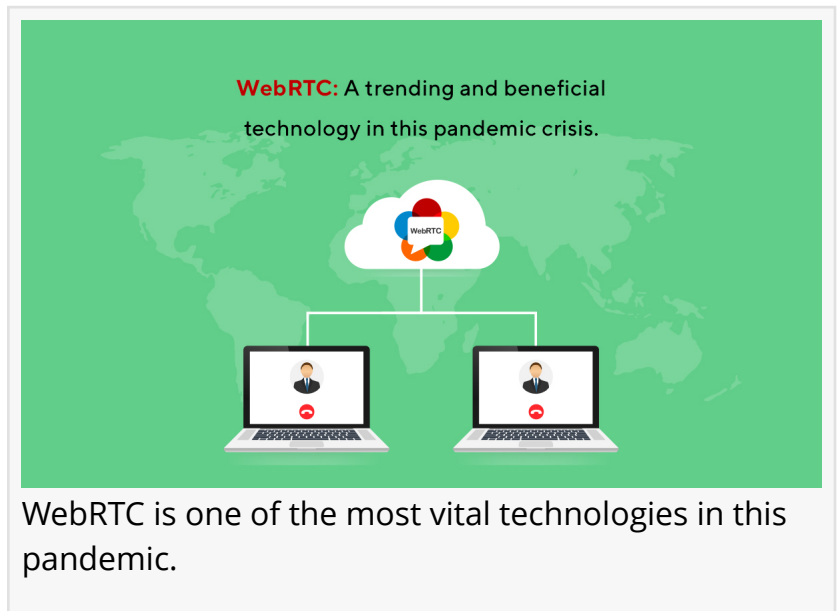 WebRTC: A trending and beneficial
technology in this pandemic crisis.
WebRTC
WebRTC is one of the most vital technologies in this
pandemic.